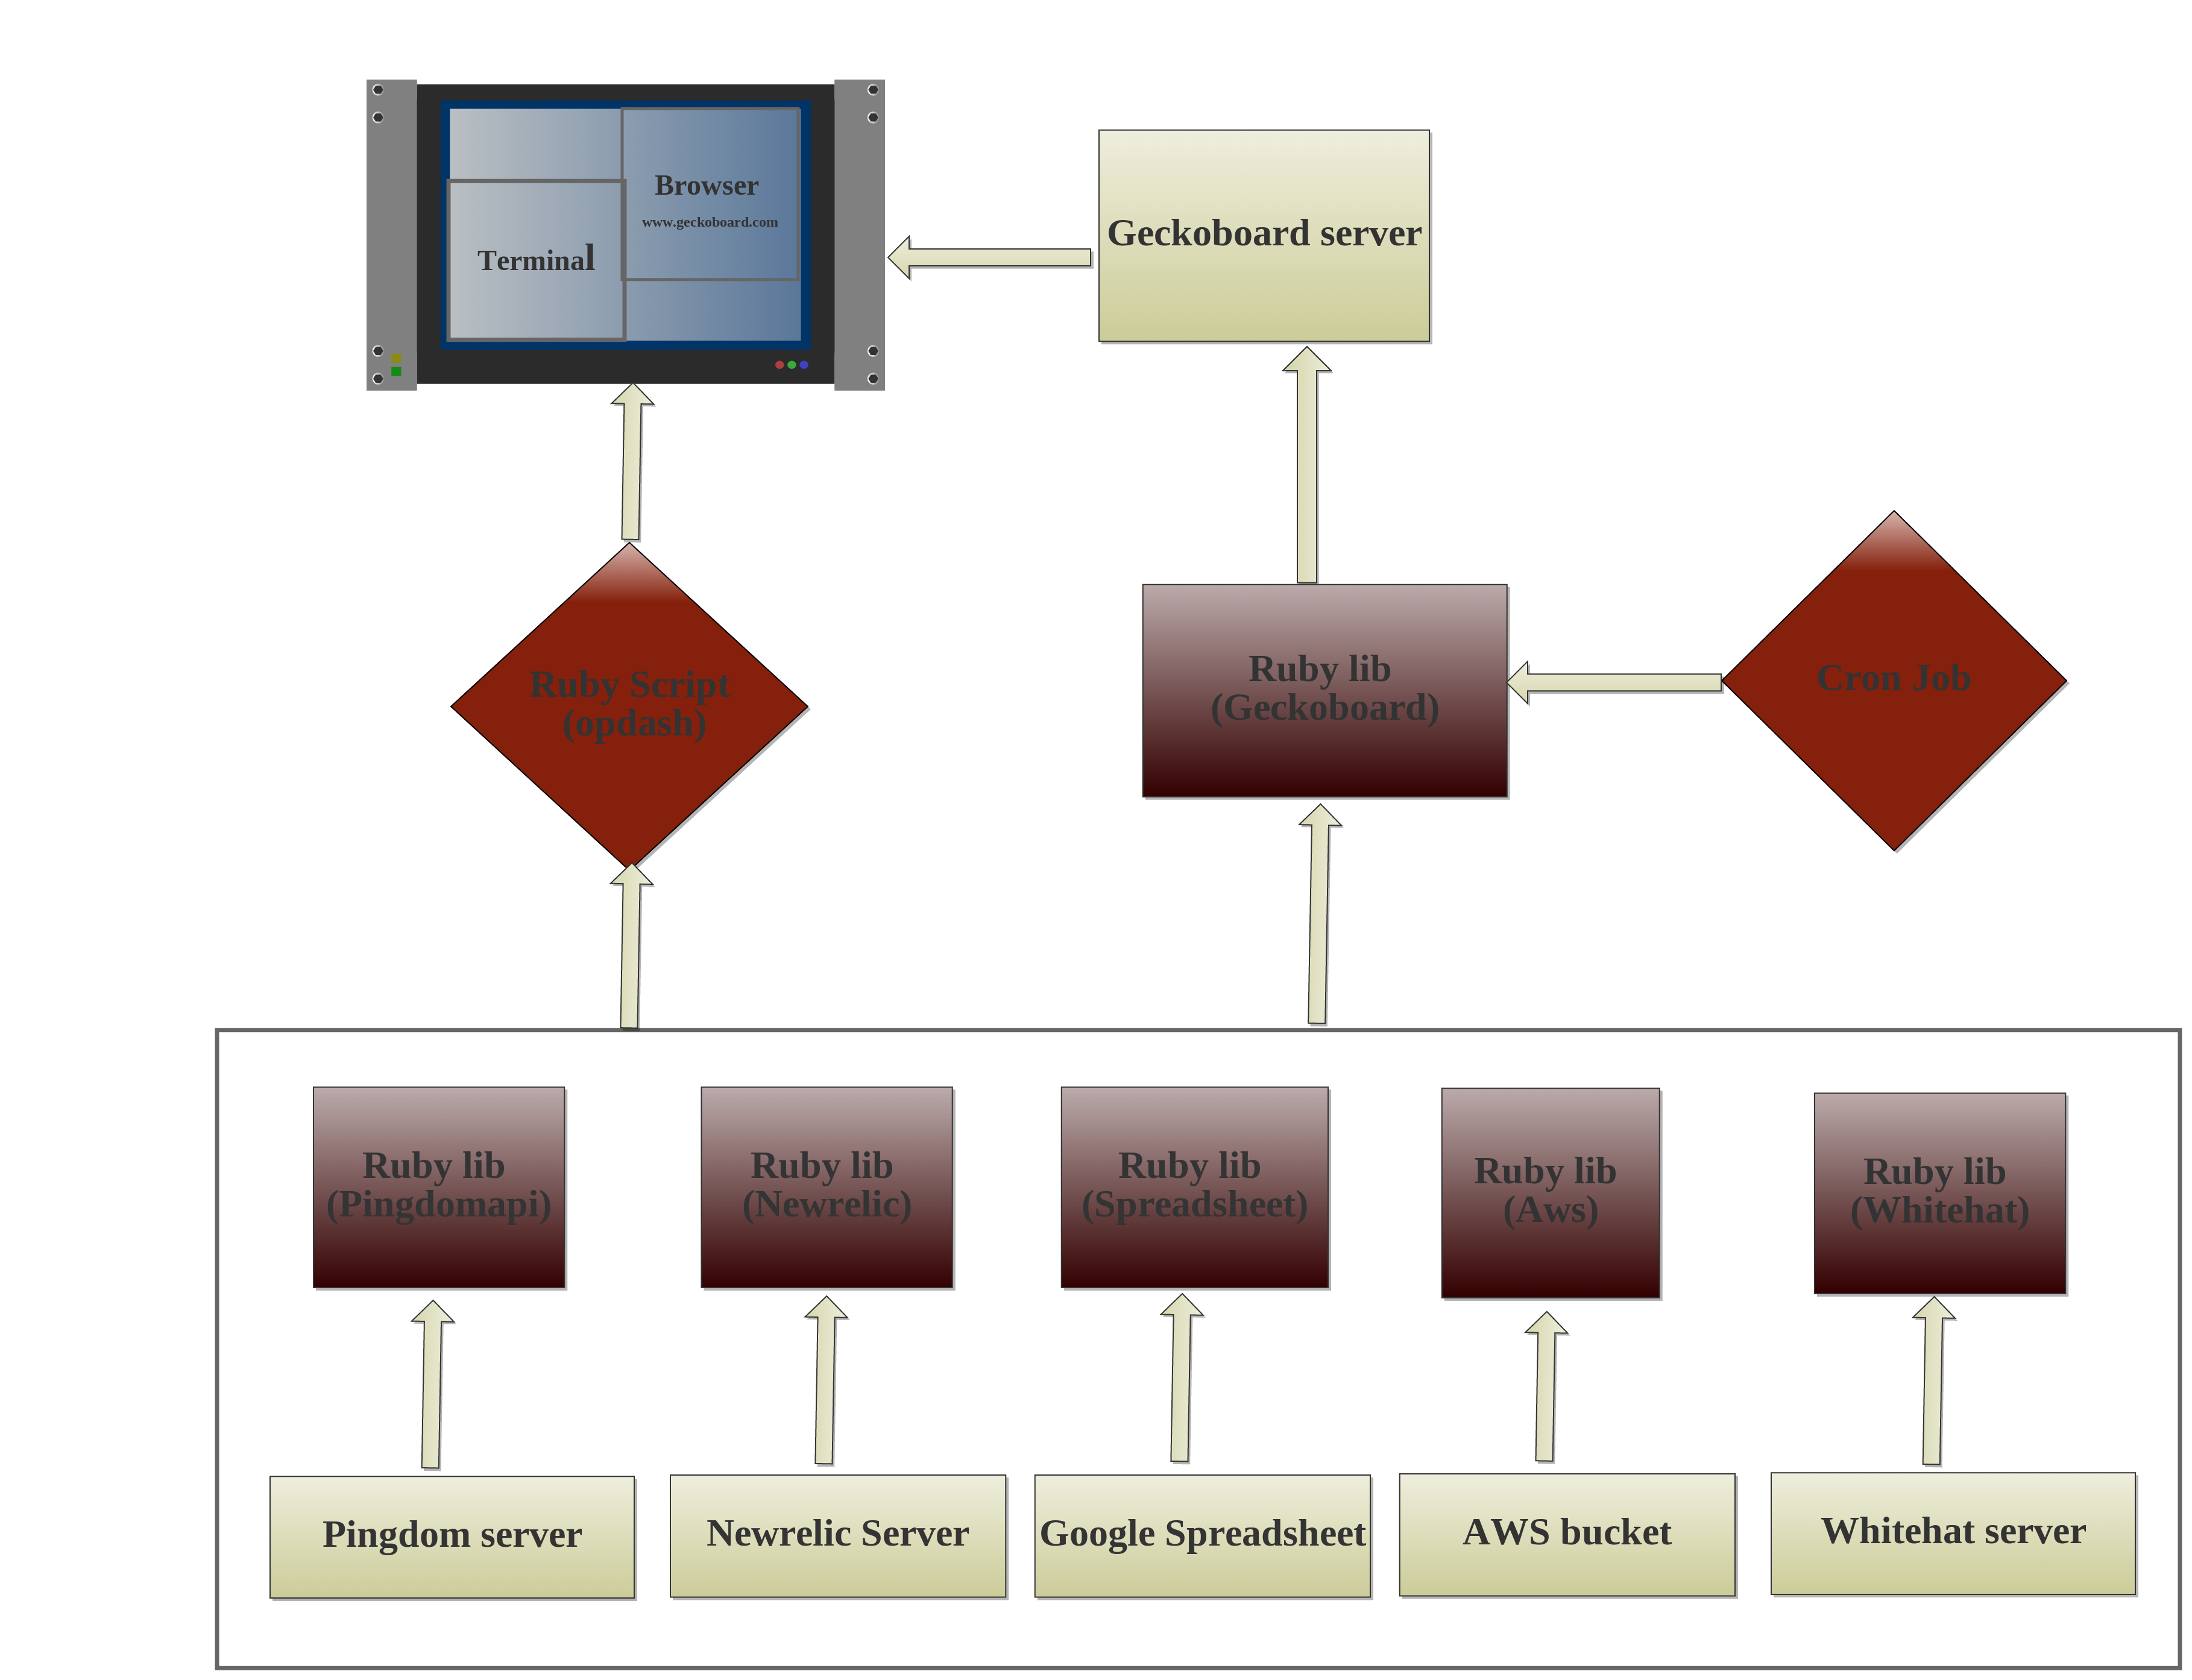 Browser
www.geckoboard.com
Terminal
Geckoboard server
Ruby Script
(opdash)
Ruby lib
(Geckoboard)
Cron Job
Ruby lib
(Pingdomapi)
Ruby lib
(Newrelic)
Ruby lib
(Spreadsheet)
Ruby lib
(Aws)
Ruby lib
(Whitehat)
Pingdom server
Newrelic Server
Google Spreadsheet
AWS bucket
Whitehat server